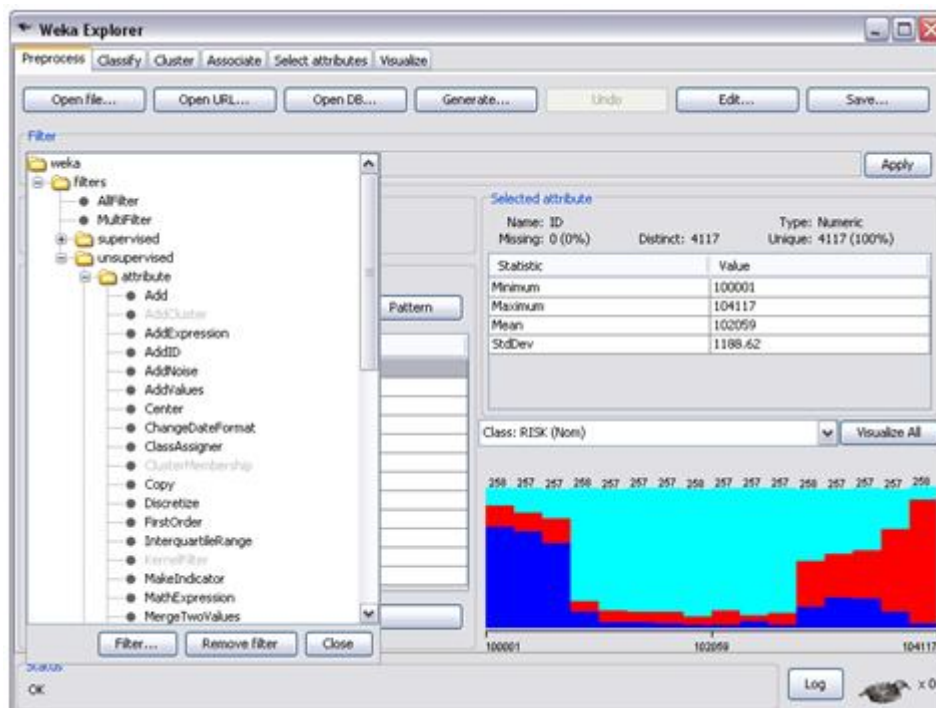 Weka Explorer
Preprocess Classify Cluster Associate Select attributes Visualize
Open file... Open URL... Open DB... Generate... Undo Edit... Save...
Filter
weka
filters
AllFilter
MultiFilter
supervised
unsupervised
attribute
Add
AddCluster
AddExpression
AddID
AddNoise
AddValues
Center
ChangeDateFormat
ClassAssigner
ClusterMembership
Copy
Discretize
FirstOrder
InterquartileRange
KernelFilter
MakeIndicator
MathExpression
MergeTwoValues
Filter... Remove filter Close
Apply
Pattern
Selected attribute
Name: ID Type: Numeric
Missing: 0 (0%) Distinct: 4117 Unique: 4117 (100%)
Statistic Value
Minimum 100001
Maximum 104117
Mean 102059
StdDev 1188.62
Class: RISK (Nom) Visualize All
258 257 257 258 257 257 257 257 258 257 257 257 257 257 257 258
100001 102059 104117
Status
OK
Log x 0